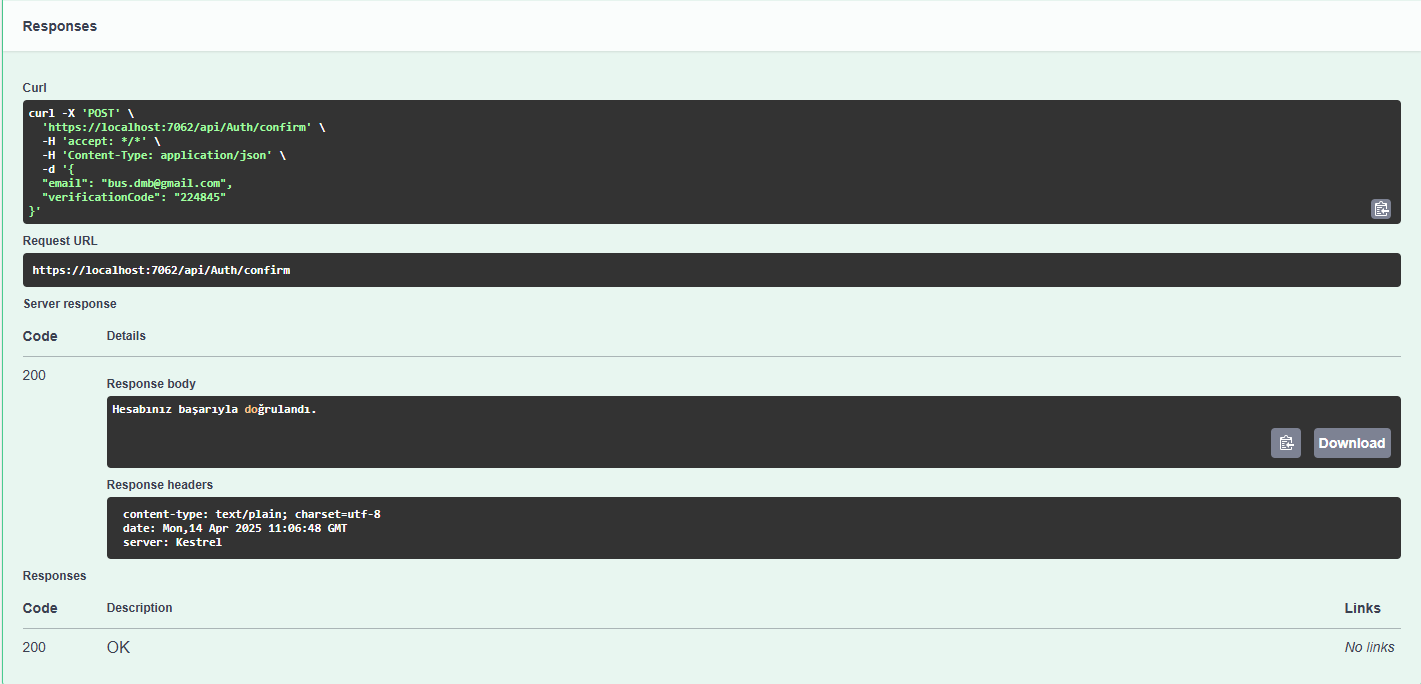 Responses
Curl
curl -X 'POST' \
'https://localhost:7062/api/Auth/confirm' \
-H 'accept: */*' \
-H 'Content-Type: application/json' \
-d '{
"email": "bus.dmb@gmail.com",
"verificationCode": "224845"
}'
Request URL
https://localhost:7062/api/Auth/confirm
Server response
Code Details
200
Response body
Hesabınız başarıyla doğrulandı.
Download
Response headers
content-type: text/plain; charset=utf-8
date: Mon,14 Apr 2025 11:06:48 GMT
server: Kestrel
Responses
Code Description Links
200 OK No links